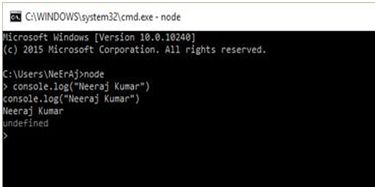 C:\WINDOWS\system32\cmd.exe - node
Microsoft Windows [Version 10.0.10240]
(c) 2015 Microsoft Corporation. All rights reserved.
C:\Users\NeErAj>node
> console.log("Neeraj Kumar")
console.log("Neeraj Kumar")
Neeraj Kumar
undefined
>